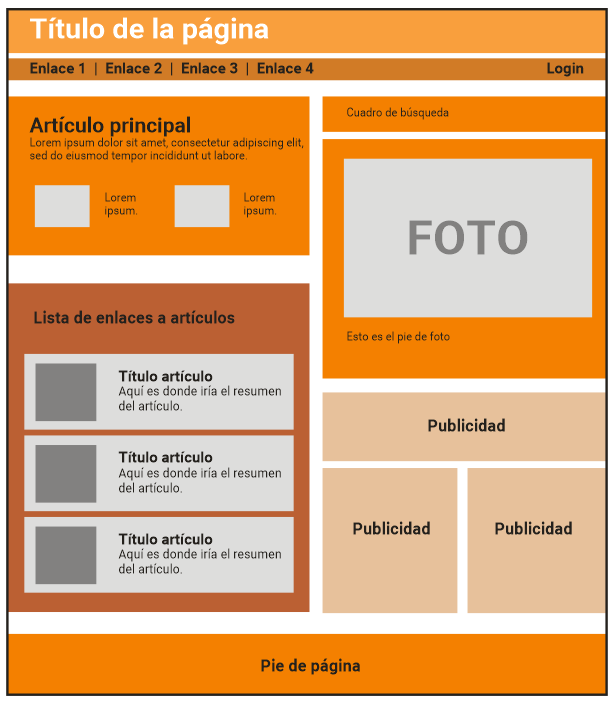 Título de la página
Enlace 1 | Enlace 2 | Enlace 3 | Enlace 4
Login
Artículo principal
Lorem ipsum dolor sit amet, consectetur adipiscing elit,
sed do eiusmod tempor incididunt ut labore.
Lorem
ipsum.
Lorem
ipsum.
Lista de enlaces a artículos
Título artículo
Aquí es donde iría el resumen
del artículo.
Título artículo
Aquí es donde iría el resumen
del artículo.
Título artículo
Aquí es donde iría el resumen
del artículo.
Cuadro de búsqueda
FOTO
Esto es el pie de foto
Publicidad
Publicidad
Publicidad
Pie de página